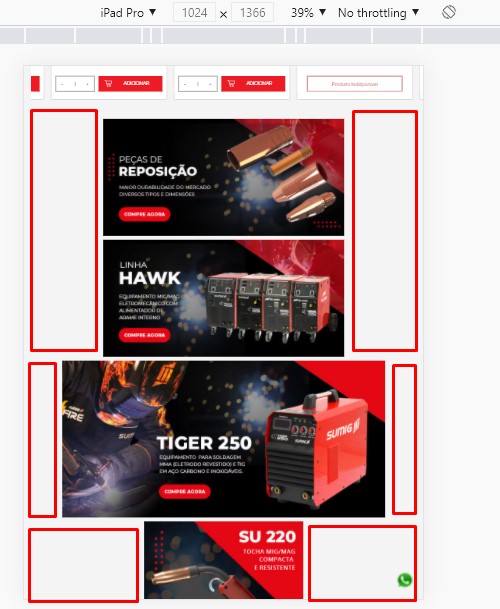 iPad Pro ▼ 1024 x 1366 39% ▼ No throttling ▼
- 1 + ADICIONAR - 1 + ADICIONAR Produto Indisponível
PEÇAS DE
REPOSIÇÃO
MAIOR DURABILIDADE DO MERCADO
DIVERSOS TIPOS E DIMENSÕES
COMPRE AGORA
LINHA
HAWK
EQUIPAMENTO MIG/MAG
ELETROMECÂNICO COM
ALIMENTADOR DE
ARAME INTERNO
COMPRE AGORA
FIRE
SUMIG
TIGER 250
EQUIPAMENTO PARA SOLDAGEM
MMA (ELETRODO REVESTIDO) E TIG
EM AÇO CARBONO E INOXIDÁVEIS.
COMPRE AGORA
SUMIG
SU 220
TOCHA MIG/MAG
COMPACTA
E RESISTENTE